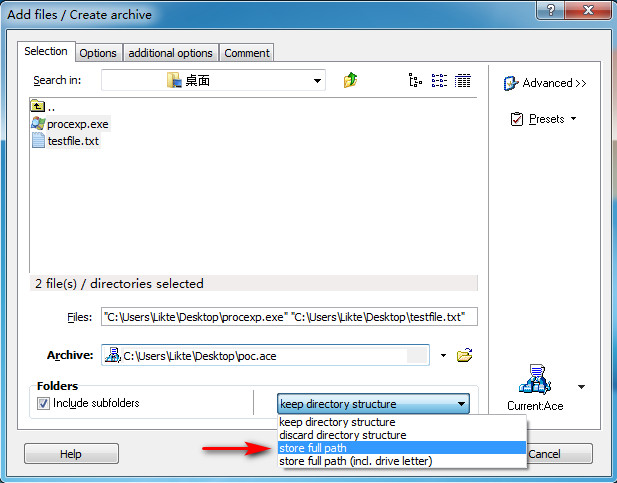 Add files / Create archive
?
Selection
Options
additional options
Comment
Search in:
桌面
Advanced >>
Presets
..
procexp.exe
testfile.txt
2 file(s) / directories selected
Files:
"C:\Users\Likte\Desktop\procexp.exe" "C:\Users\Likte\Desktop\testfile.txt"
Archive:
C:\Users\Likte\Desktop\poc.ace
Current:Ace
Folders
Include subfolders
keep directory structure
keep directory structure
discard directory structure
store full path
store full path (incl. drive letter)
Help
Cancel